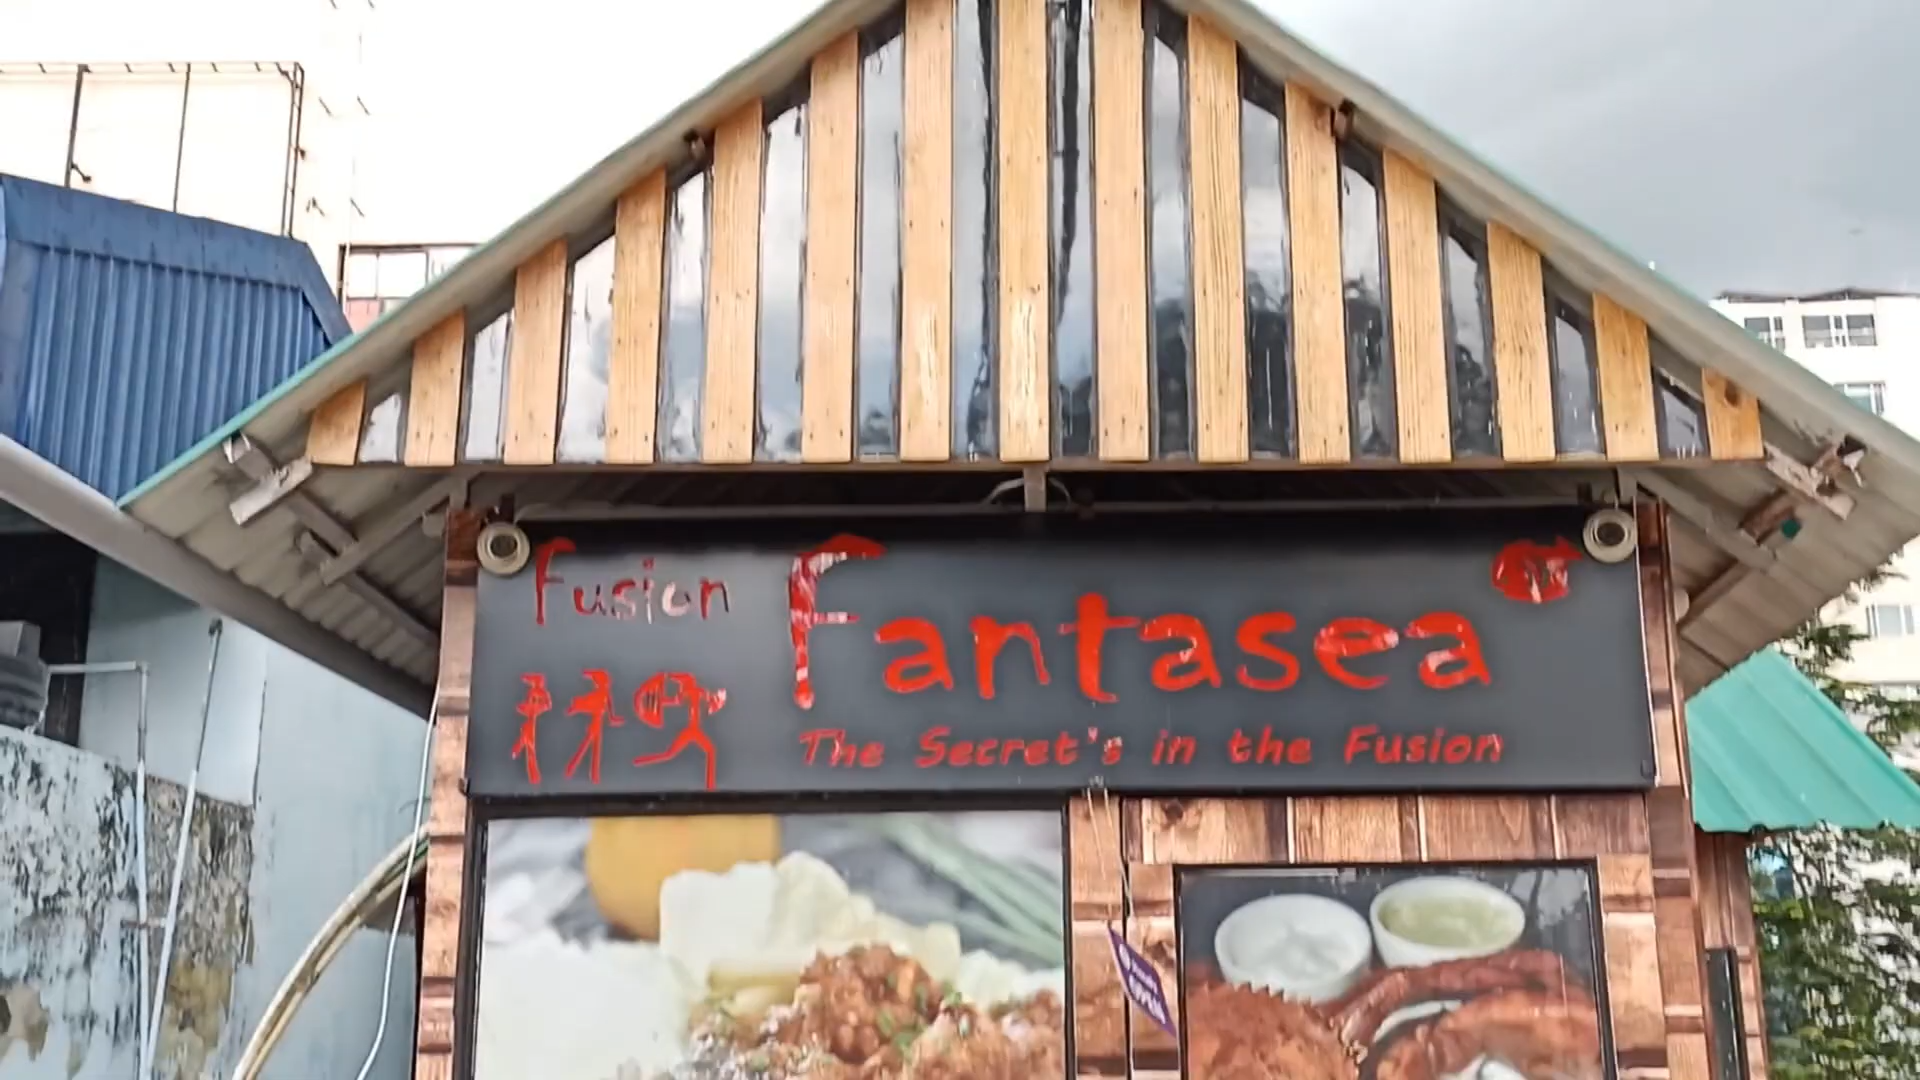 Fusion
Fantasea
The Secret's in the Fusion